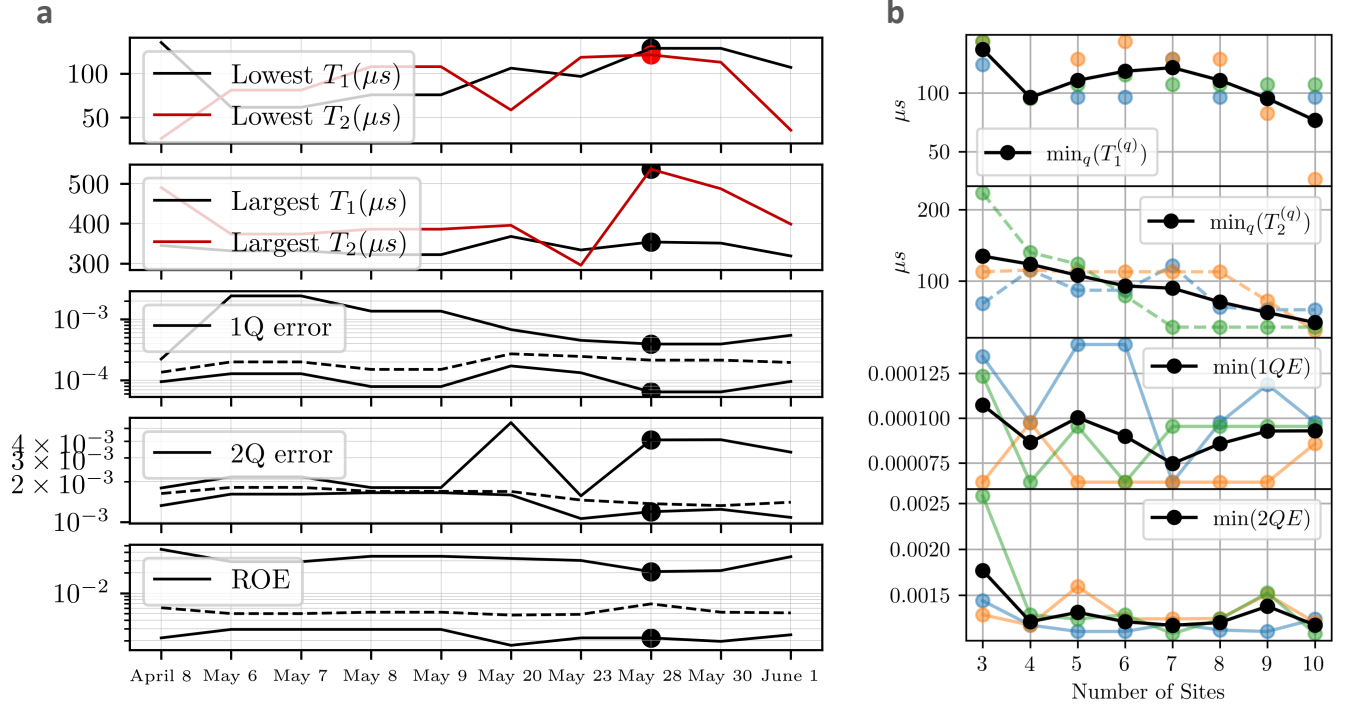 a
100
50
Lowest T₁(μs)
Lowest T₂(μs)
500
400
300
Largest T₁(μs)
Largest T₂(μs)
10⁻³
10⁻⁴
1Q error
4 × 10⁻³
3 × 10⁻³
2 × 10⁻³
10⁻³
2Q error
10⁻²
ROE
April 8 May 6 May 7 May 8 May 9 May 20 May 23 May 28 May 30 June 1
b
μs
100
50
min_q(T₁^(q))
μs
200
100
min_q(T₂^(q))
0.000125
0.000100
0.000075
min(1QE)
0.0025
0.0020
0.0015
min(2QE)
3 4 5 6 7 8 9 10
Number of Sites